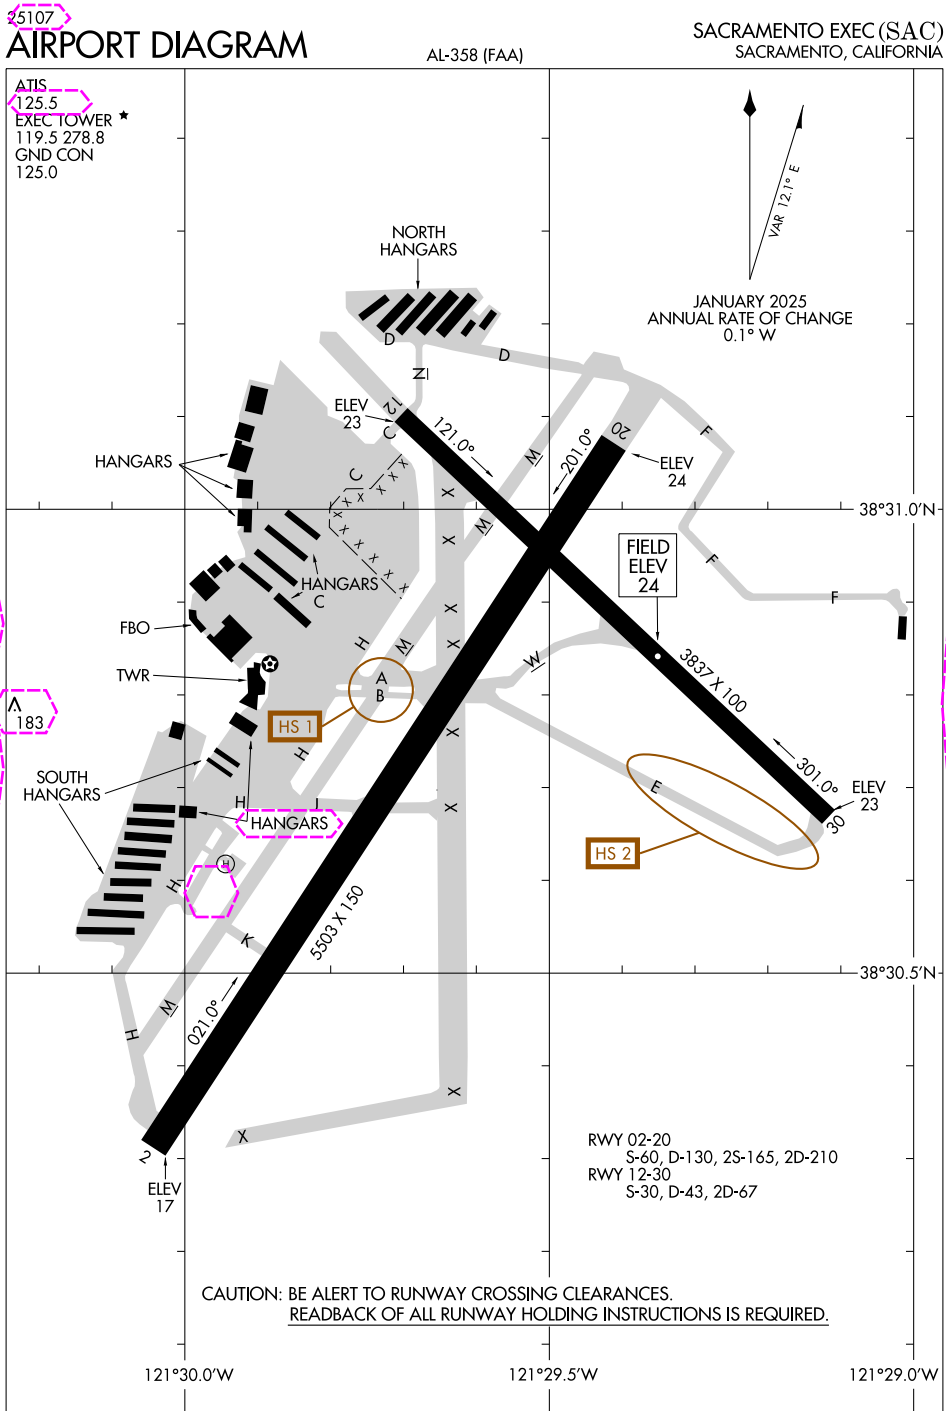 25107
AIRPORT DIAGRAM
AL-358 (FAA)
SACRAMENTO EXEC (SAC)
SACRAMENTO, CALIFORNIA
ATIS
125.5
EXEC TOWER ★
119.5 278.8
GND CON
125.0
VAR 12.1° E
JANUARY 2025
ANNUAL RATE OF CHANGE
0.1° W
NORTH
HANGARS
D
D
N
F
ELEV
23
12
C
121.0°
M
201.0°
20
ELEV
24
HANGARS
C
X X X X X X X
X
38°31.0'N
M
X
X X X X X X X X
FIELD
ELEV
24
F
F
HANGARS
C
X
FBO
H
M
X
W
TWR
A
B
3837 X 100
HS 1
X
183
H
301.0°
ELEV
23
SOUTH
HANGARS
E
H
J
X
HANGARS
30
HS 2
H
H
5503 X 150
K
38°30.5'N
021.0°
M
H
X
X
2
ELEV
17
RWY 02-20
S-60, D-130, 2S-165, 2D-210
RWY 12-30
S-30, D-43, 2D-67
CAUTION: BE ALERT TO RUNWAY CROSSING CLEARANCES.
READBACK OF ALL RUNWAY HOLDING INSTRUCTIONS IS REQUIRED.
121°30.0'W
121°29.5'W
121°29.0'W